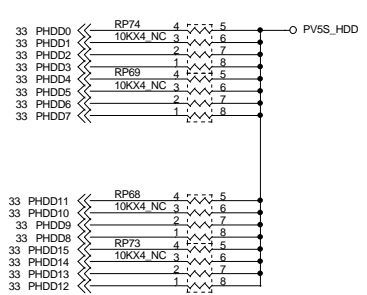 33 PHDD0 RP74 4 5 PV5S_HDD
33 PHDD1 10KX4_NC 3 6
33 PHDD2 2 7
33 PHDD3 1 8
33 PHDD4 RP69 4 5
33 PHDD5 10KX4_NC 3 6
33 PHDD6 2 7
33 PHDD7 1 8
33 PHDD11 RP68 4 5
33 PHDD10 10KX4_NC 3 6
33 PHDD9 2 7
33 PHDD8 1 8
33 PHDD15 RP73 4 5
33 PHDD14 10KX4_NC 3 6
33 PHDD13 2 7
33 PHDD12 1 8